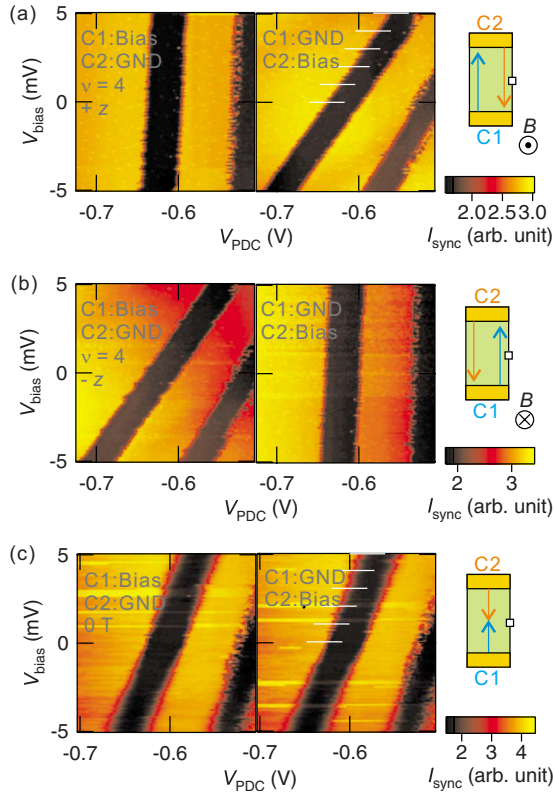 (a)
C1:Bias
C2:GND
ν = 4
+ z
C1:GND
C2:Bias
5
0
-5
V_bias (mV)
-0.7
-0.6
-0.7
-0.6
V_PDC (V)
C2
C1
B
2.0
2.5
3.0
I_sync (arb. unit)
(b)
C1:Bias
C2:GND
ν = 4
- z
C1:GND
C2:Bias
5
0
-5
V_bias (mV)
-0.7
-0.6
-0.7
-0.6
V_PDC (V)
C2
C1
B
2
3
I_sync (arb. unit)
(c)
C1:Bias
C2:GND
0 T
C1:GND
C2:Bias
5
0
-5
V_bias (mV)
-0.7
-0.6
-0.7
-0.6
V_PDC (V)
C2
C1
2
3
4
I_sync (arb. unit)